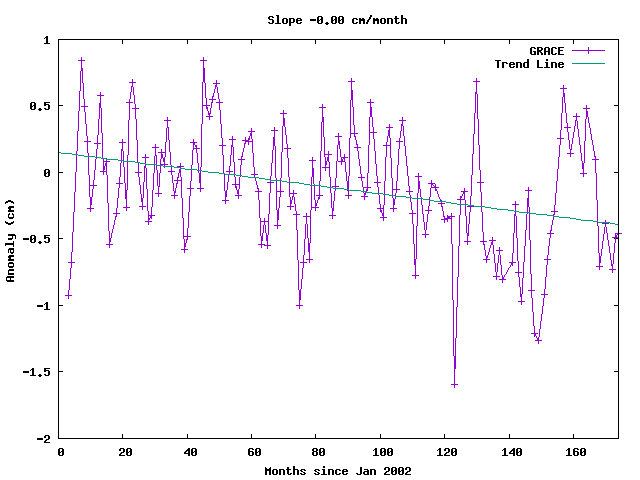 Slope -0.00 cm/month
GRACE
Trend Line
1
0.5
0
-0.5
-1
-1.5
-2
Anomaly (cm)
0 20 40 60 80 100 120 140 160
Months since Jan 2002